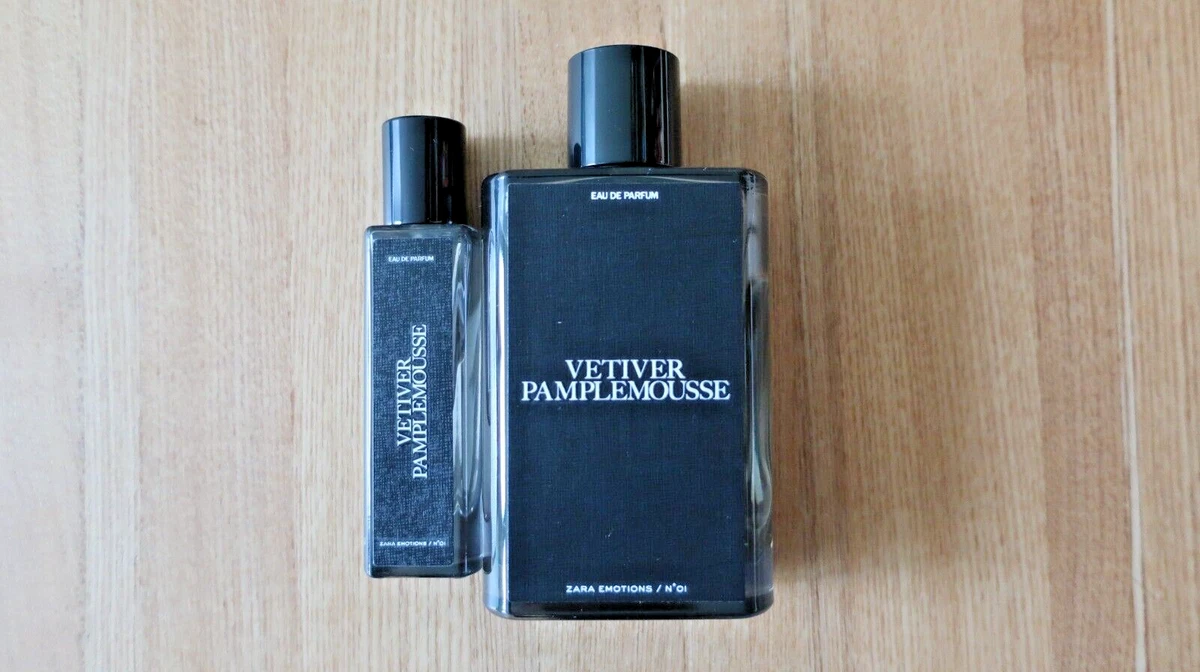 EAU DE PARFUM
VETIVER
PAMPLEMOUSSE
ZARA EMOTIONS / N°01
EAU DE PARFUM
VETIVER
PAMPLEMOUSSE
ZARA EMOTIONS / N°01